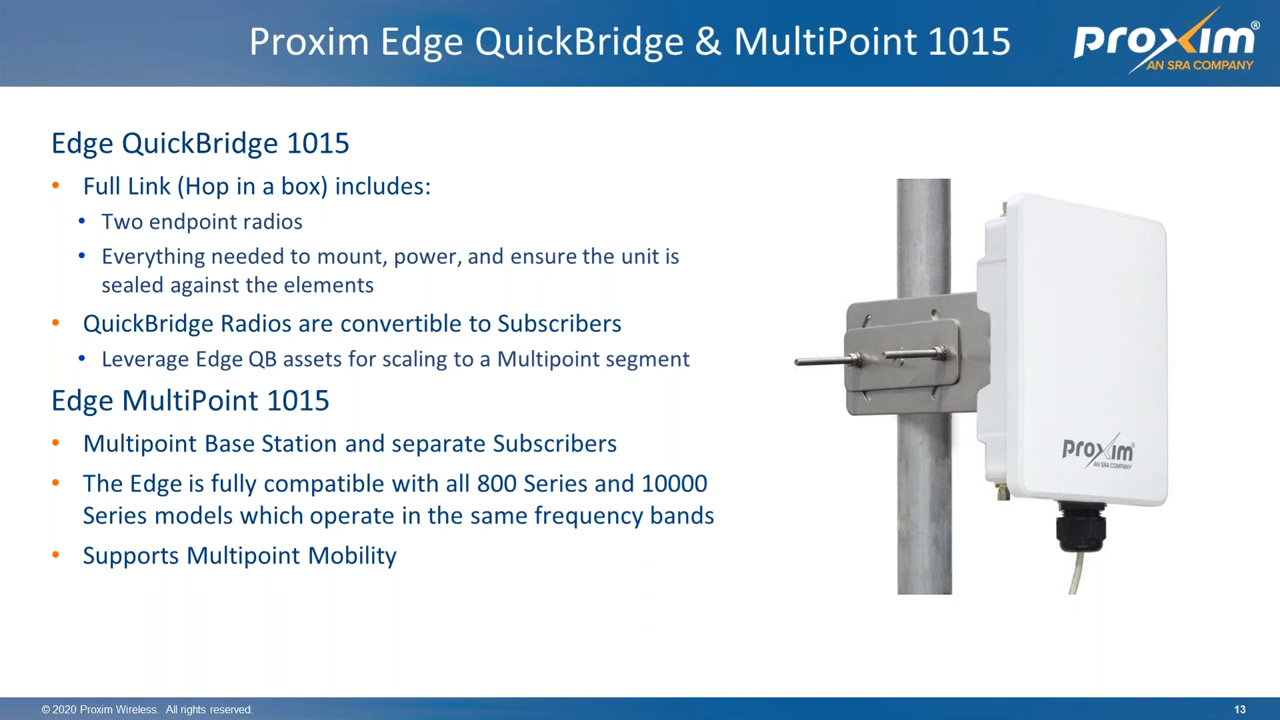 Proxim Edge QuickBridge & MultiPoint 1015
proxim®
AN SRA COMPANY
Edge QuickBridge 1015
• Full Link (Hop in a box) includes:
• Two endpoint radios
• Everything needed to mount, power, and ensure the unit is
sealed against the elements
• QuickBridge Radios are convertible to Subscribers
• Leverage Edge QB assets for scaling to a Multipoint segment
Edge MultiPoint 1015
• Multipoint Base Station and separate Subscribers
• The Edge is fully compatible with all 800 Series and 10000
Series models which operate in the same frequency bands
• Supports Multipoint Mobility
proxim®
AN SRA COMPANY
© 2020 Proxim Wireless. All rights reserved.
13